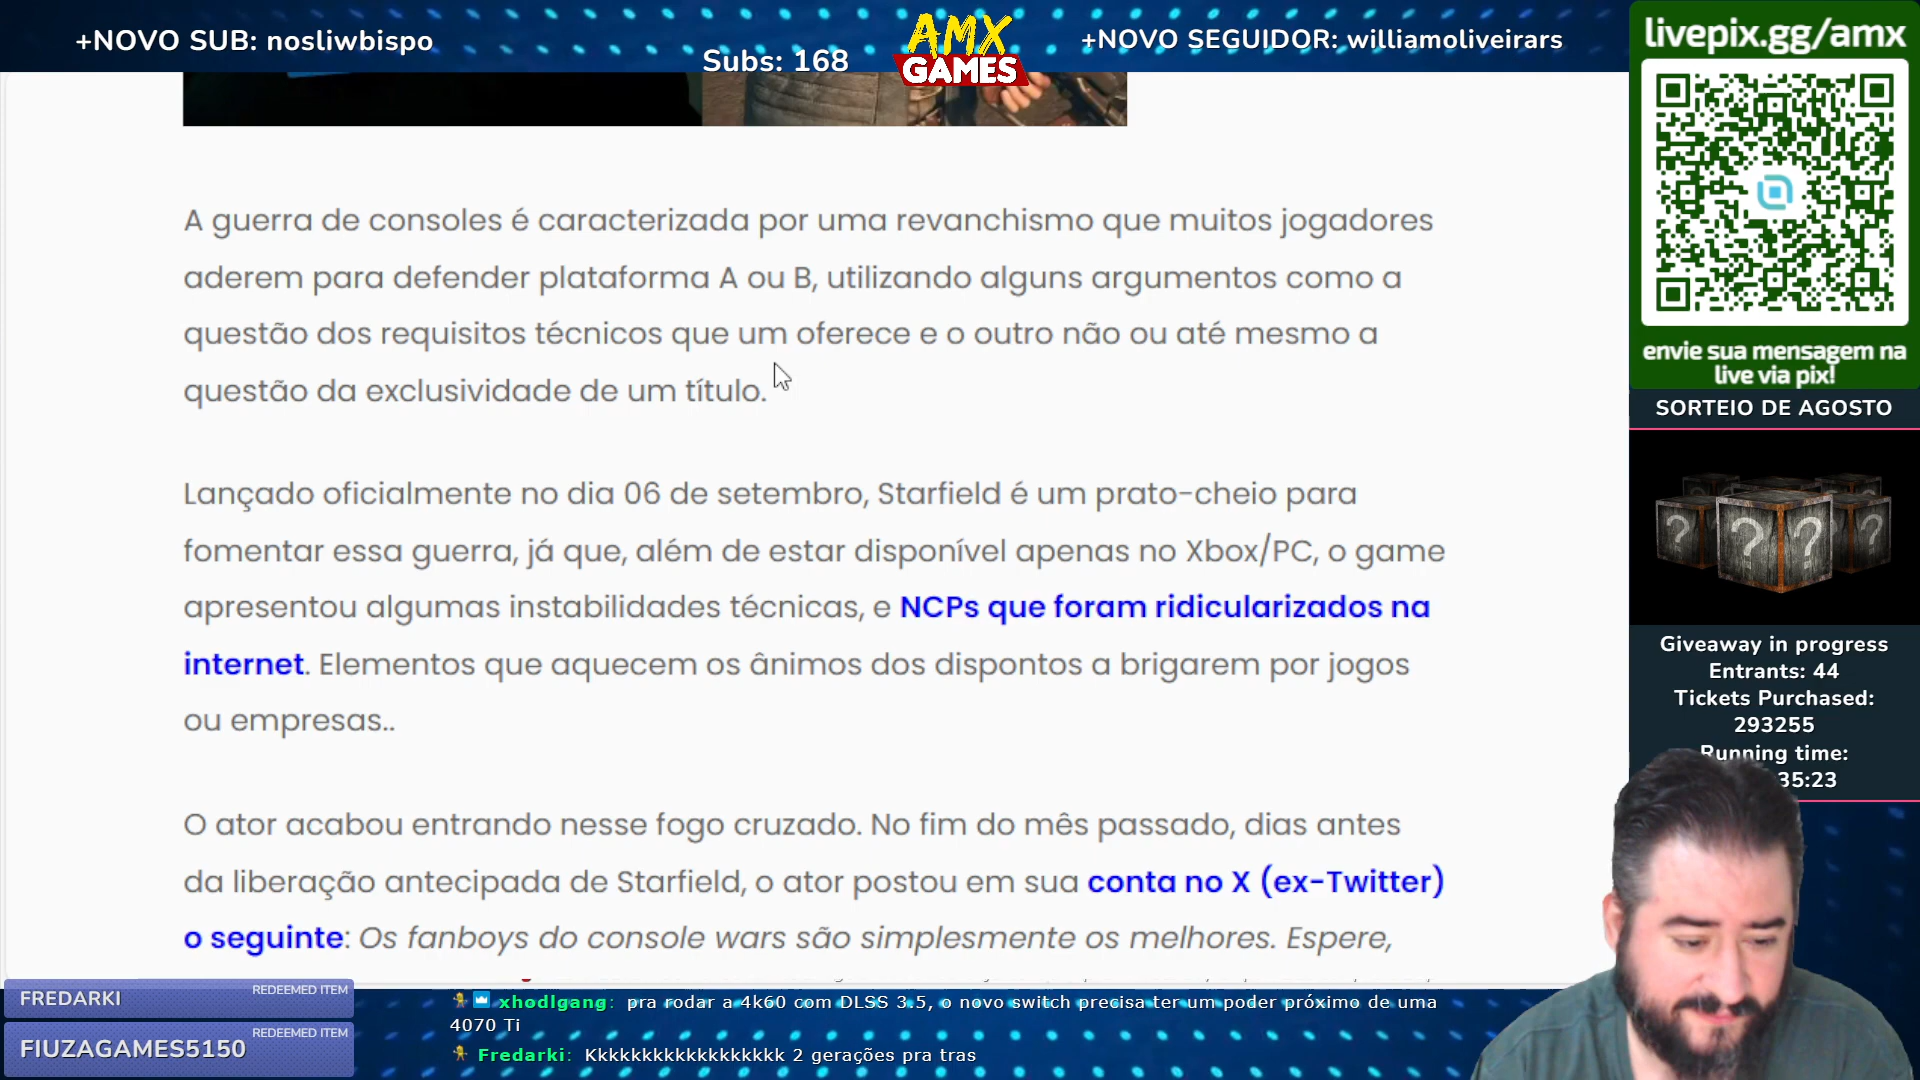 +NOVO SUB: nosliwbispo
Subs: 168
AMX
GAMES
+NOVO SEGUIDOR: williamoliveirars
livepix.gg/amx
envie sua mensagem na
live via pix!
SORTEIO DE AGOSTO
Giveaway in progress
Entrants: 44
Tickets Purchased:
293255
Running time:
35:23
A guerra de consoles é caracterizada por uma revanchismo que muitos jogadores
aderem para defender plataforma A ou B, utilizando alguns argumentos como a
questão dos requisitos técnicos que um oferece e o outro não ou até mesmo a
questão da exclusividade de um título.
Lançado oficialmente no dia 06 de setembro, Starfield é um prato-cheio para
fomentar essa guerra, já que, além de estar disponível apenas no Xbox/PC, o game
apresentou algumas instabilidades técnicas, e NCPs que foram ridicularizados na
internet. Elementos que aquecem os ânimos dos dispontos a brigarem por jogos
ou empresas..
O ator acabou entrando nesse fogo cruzado. No fim do mês passado, dias antes
da liberação antecipada de Starfield, o ator postou em sua conta no X (ex-Twitter)
o seguinte: Os fanboys do console wars são simplesmente os melhores. Espere,
FREDARKI
REDEEMED ITEM
FIUZAGAMES5150
REDEEMED ITEM
xhodlgang: pra rodar a 4k60 com DLSS 3.5, o novo switch precisa ter um poder próximo de uma
4070 Ti
Fredarki: Kkkkkkkkkkkkkkkkkk 2 gerações pra tras